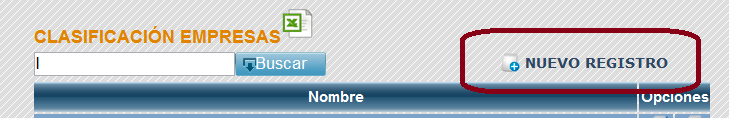 CLASIFICACIÓN EMPRESAS
Buscar
NUEVO REGISTRO
Nombre
Opciones